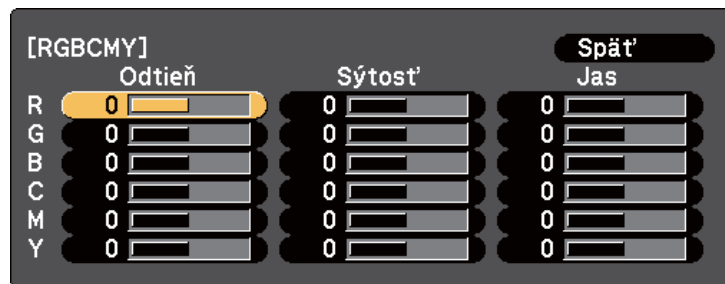 [RGBCMY] Späť
Odtieň Sýtosť Jas
R 0 0 0
G 0 0 0
B 0 0 0
C 0 0 0
M 0 0 0
Y 0 0 0